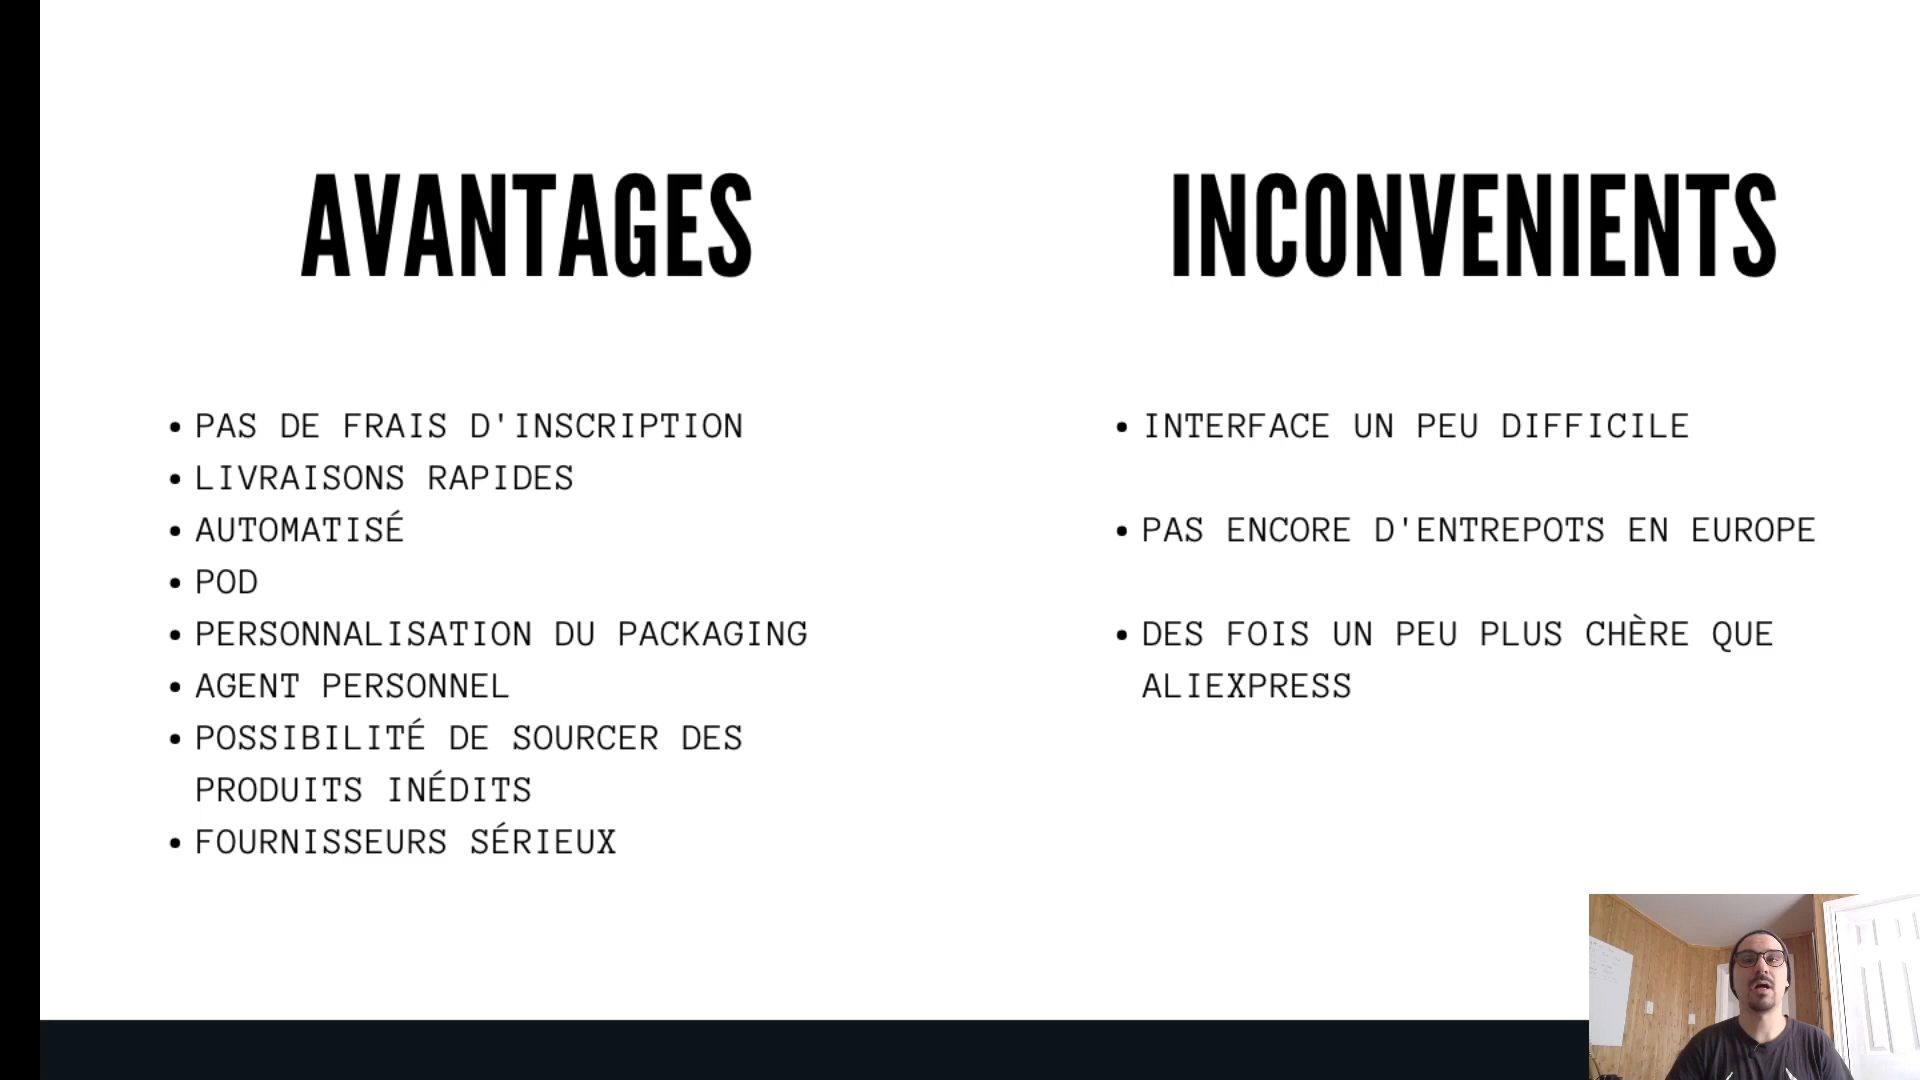 AVANTAGES
• PAS DE FRAIS D'INSCRIPTION
• LIVRAISONS RAPIDES
• AUTOMATISÉ
• POD
• PERSONNALISATION DU PACKAGING
• AGENT PERSONNEL
• POSSIBILITÉ DE SOURCER DES
PRODUITS INÉDITS
• FOURNISSEURS SÉRIEUX
INCONVENIENTS
• INTERFACE UN PEU DIFFICILE
• PAS ENCORE D'ENTREPOTS EN EUROPE
• DES FOIS UN PEU PLUS CHÈRE QUE
ALIEXPRESS